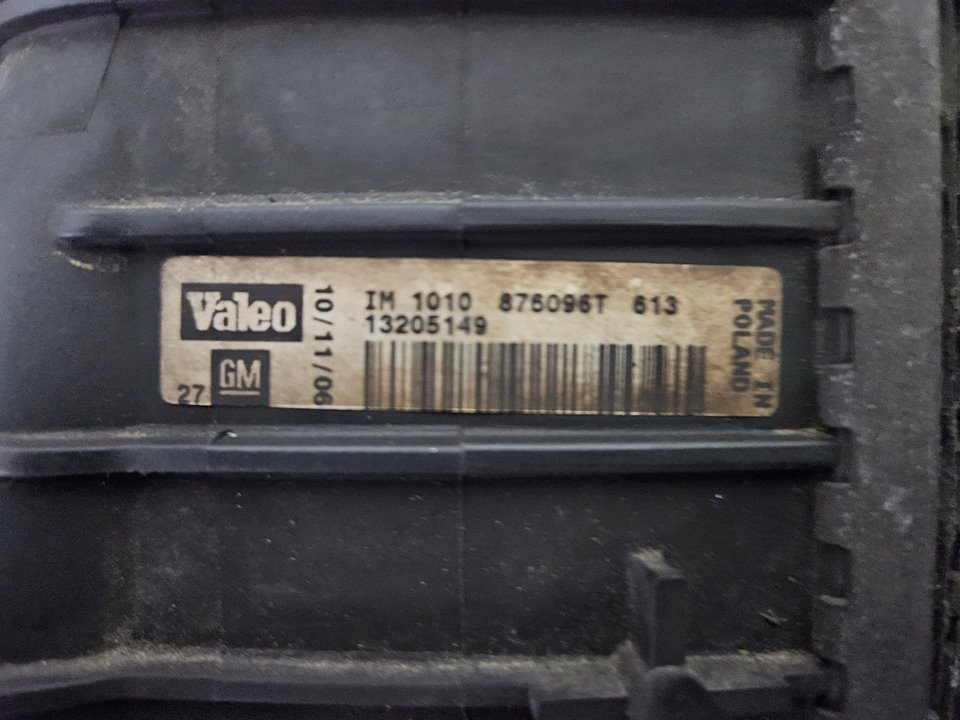 Valeo
GM
27
10/11/06
IM 1010 876096T 613
13205149
MADE IN
POLAND